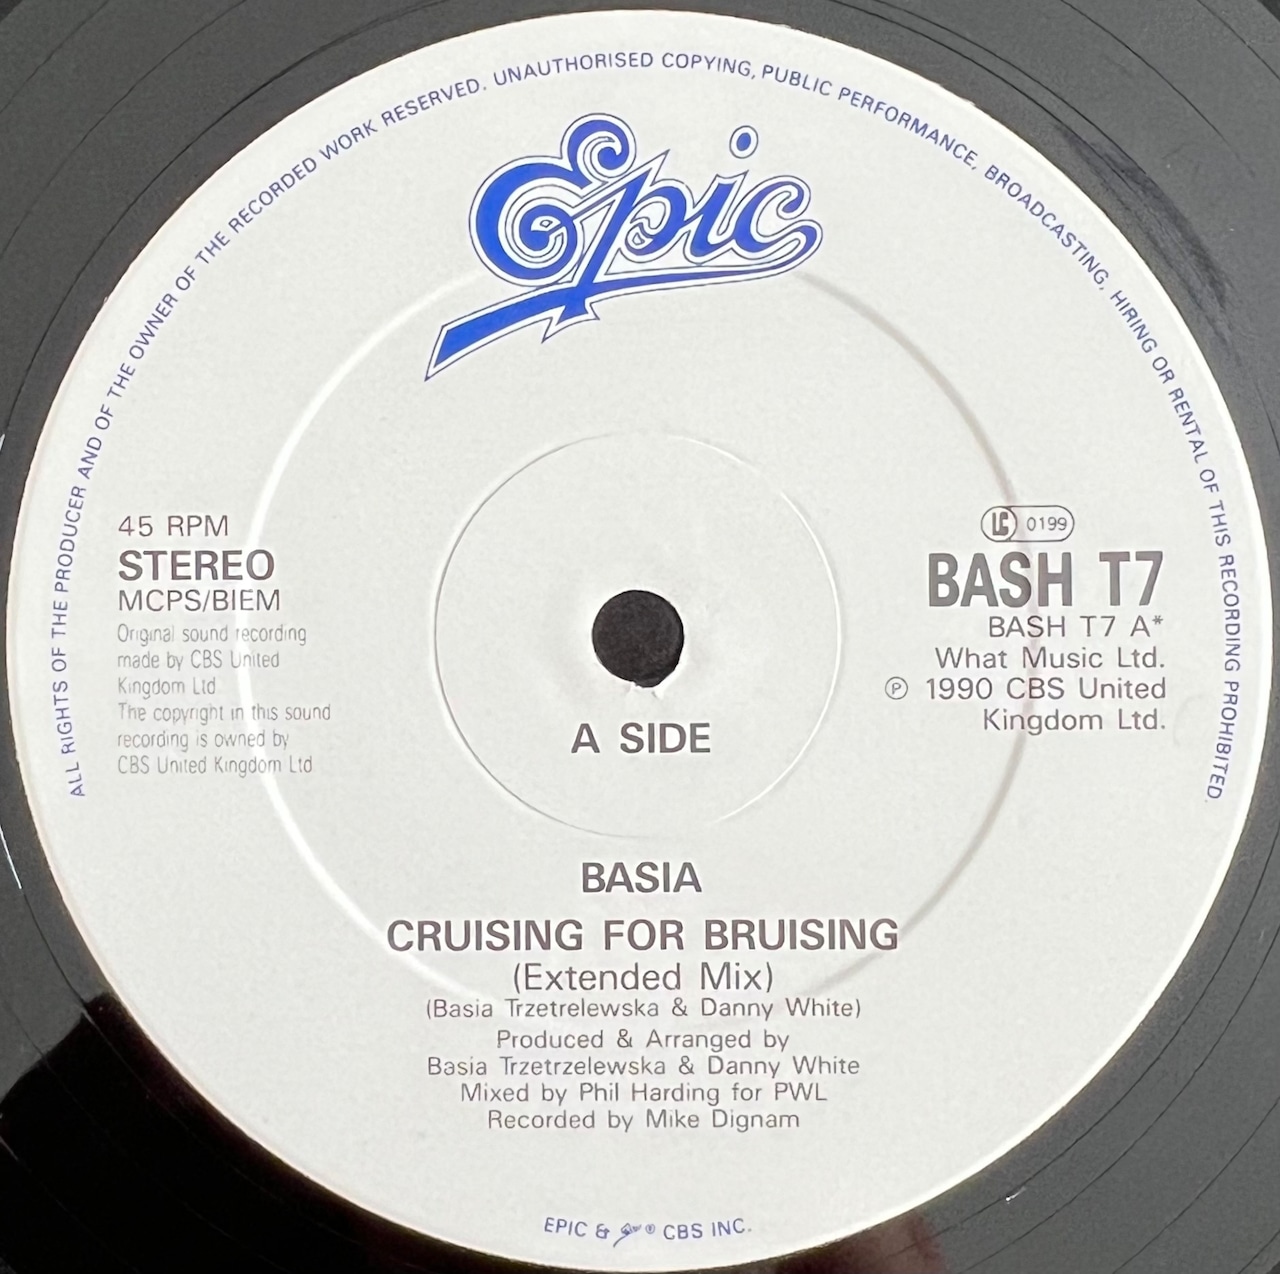 ALL RIGHTS OF THE PRODUCER AND OF THE OWNER OF THE RECORDED WORK RESERVED. UNAUTHORISED COPYING, PUBLIC PERFORMANCE, BROADCASTING, HIRING OR RENTAL OF THIS RECORDING PROHIBITED.
Epic
45 RPM
STEREO
MCPS/BIEM
Original sound recording
made by CBS United
Kingdom Ltd.
The copyright in this sound
recording is owned by
CBS United Kingdom Ltd
LC 0199
BASH T7
BASH T7 A*
What Music Ltd.
℗ 1990 CBS United
Kingdom Ltd.
A SIDE
BASIA
CRUISING FOR BRUISING
(Extended Mix)
(Basia Trzetrelewska & Danny White)
Produced & Arranged by
Basia Trzetrzelewska & Danny White
Mixed by Phil Harding for PWL
Recorded by Mike Dignam
EPIC & Epic ® CBS INC.